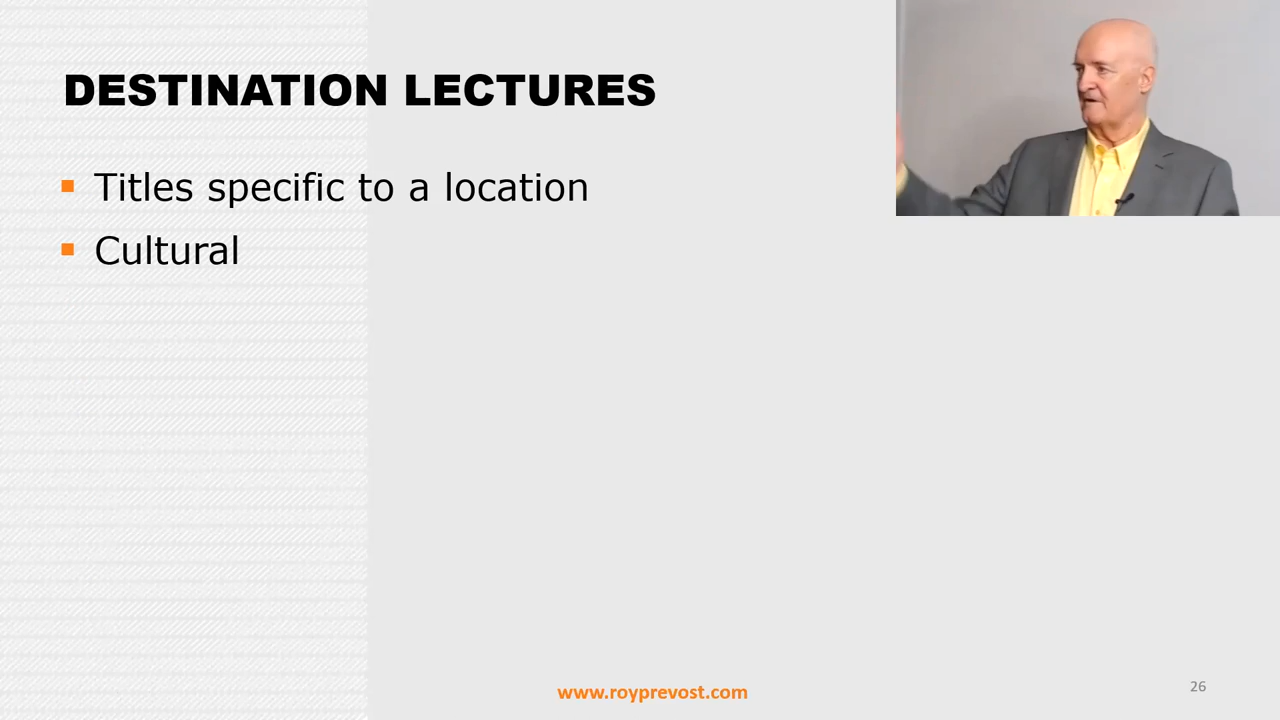 DESTINATION LECTURES
Titles specific to a location
Cultural
www.royprevost.com
26